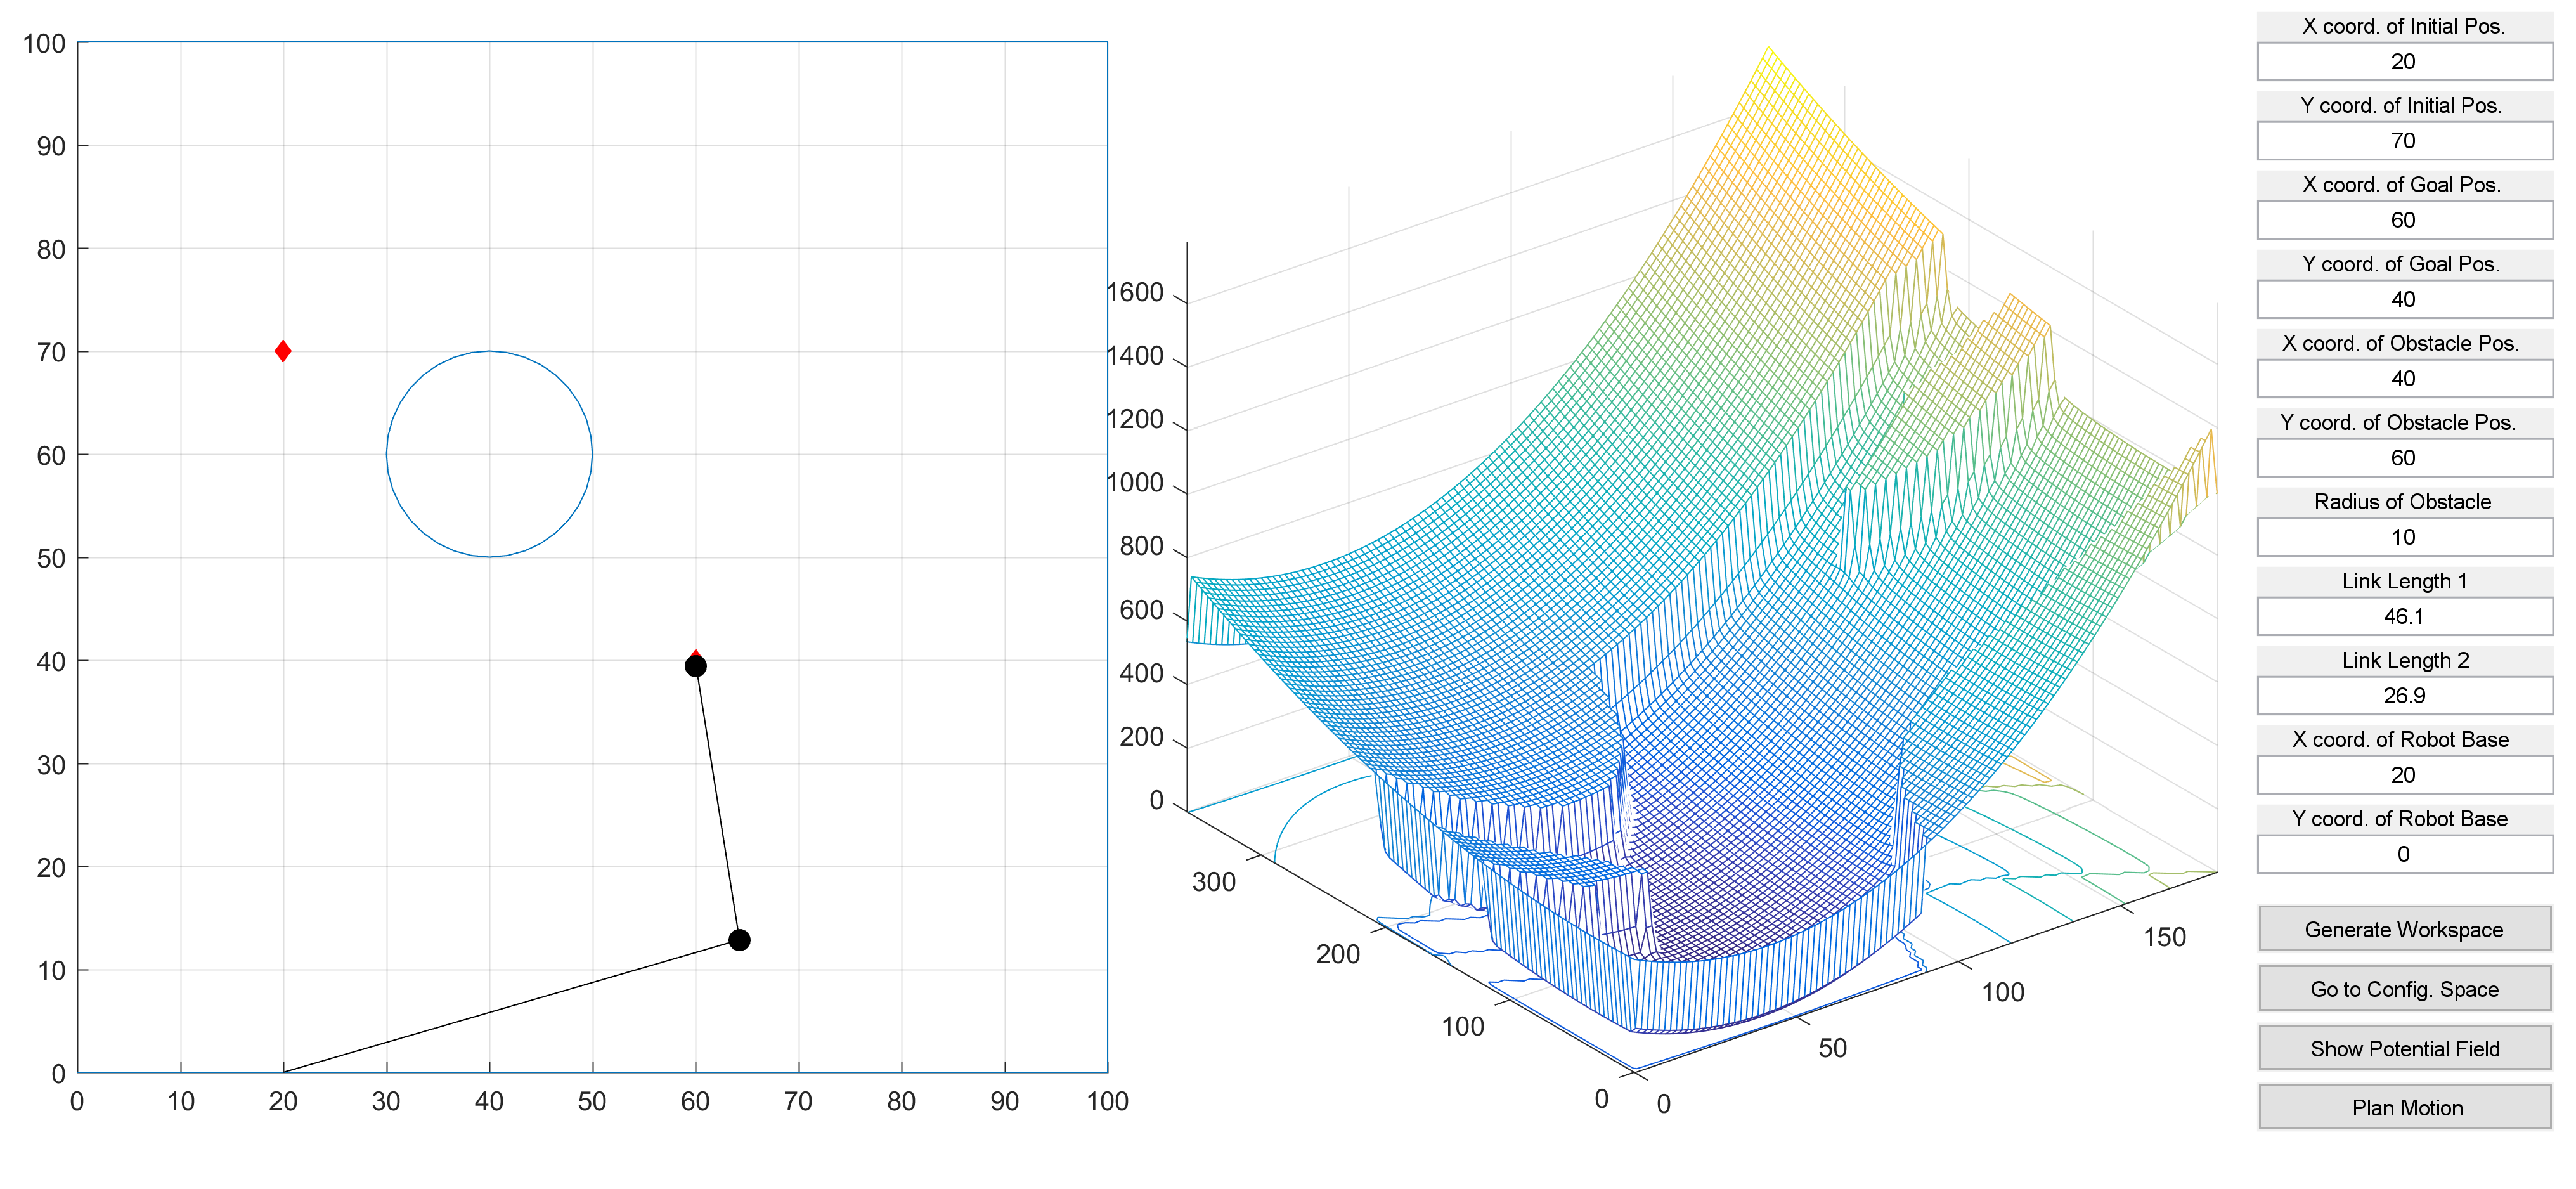 100
90
80
70
60
50
40
30
20
10
0
0 10 20 30 40 50 60 70 80 90 100
1600
1400
1200
1000
800
600
400
200
0
300
200
100
0
0
50
100
150
X coord. of Initial Pos.
20
Y coord. of Initial Pos.
70
X coord. of Goal Pos.
60
Y coord. of Goal Pos.
40
X coord. of Obstacle Pos.
40
Y coord. of Obstacle Pos.
60
Radius of Obstacle
10
Link Length 1
46.1
Link Length 2
26.9
X coord. of Robot Base
20
Y coord. of Robot Base
0
Generate Workspace
Go to Config. Space
Show Potential Field
Plan Motion